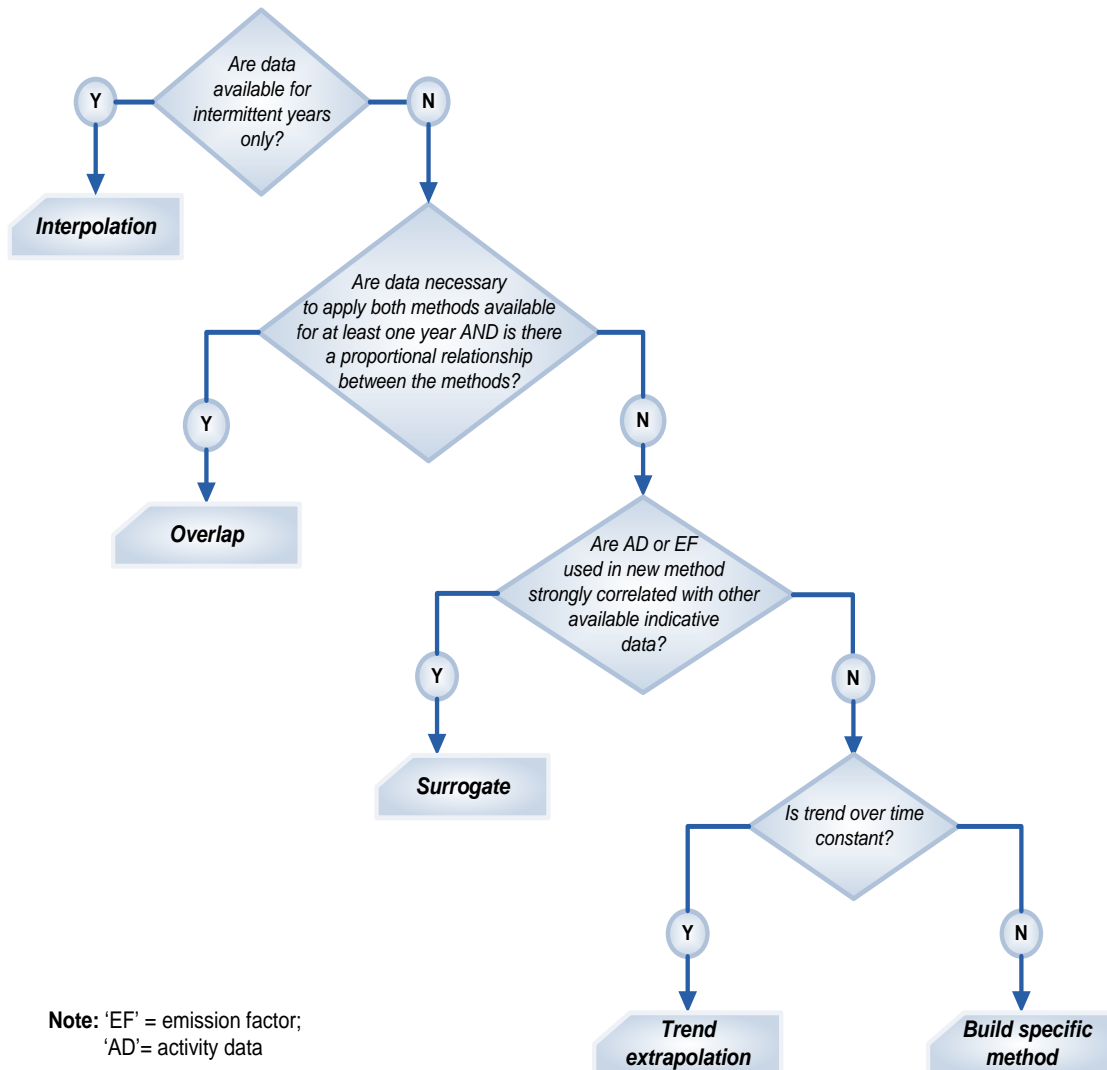 Are data
available for
intermittent years
only?
Y
N
Interpolation
Are data necessary
to apply both methods available
for at least one year AND is there
a proportional relationship
between the methods?
Y
N
Overlap
Are AD or EF
used in new method
strongly correlated with other
available indicative
data?
Y
N
Surrogate
Is trend over time
constant?
Y
N
Trend
extrapolation
Build specific
method
Note: ‘EF’ = emission factor;
‘AD’= activity data